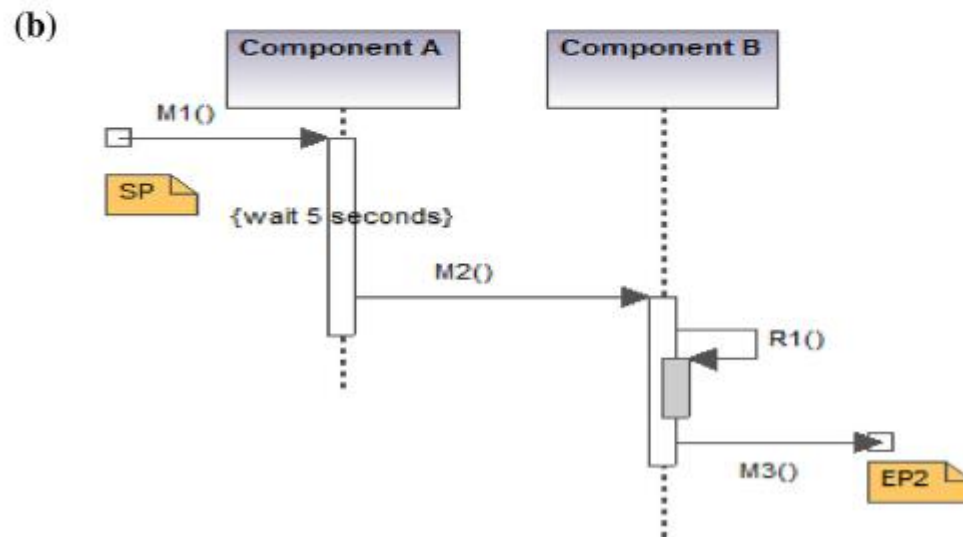 (b)
Component A
Component B
M1()
SP
{wait 5 seconds}
M2()
R1()
M3()
EP2